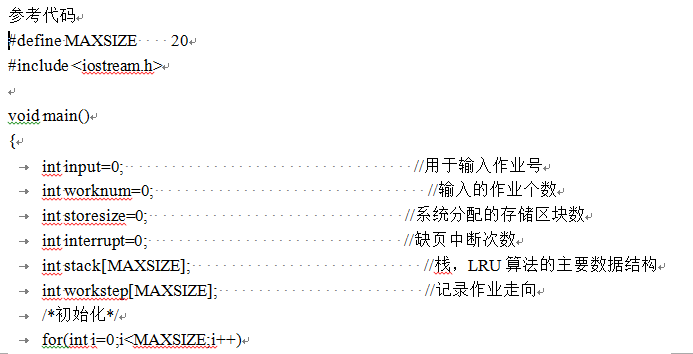 参考代码
#define MAXSIZE 20
#include <iostream.h>
void main()
{
int input=0; //用于输入作业号
int worknum=0; //输入的作业个数
int storesize=0; //系统分配的存储区块数
int interrupt=0; //缺页中断次数
int stack[MAXSIZE]; //栈，LRU 算法的主要数据结构
int workstep[MAXSIZE]; //记录作业走向
/*初始化*/
for(int i=0;i<MAXSIZE;i++)